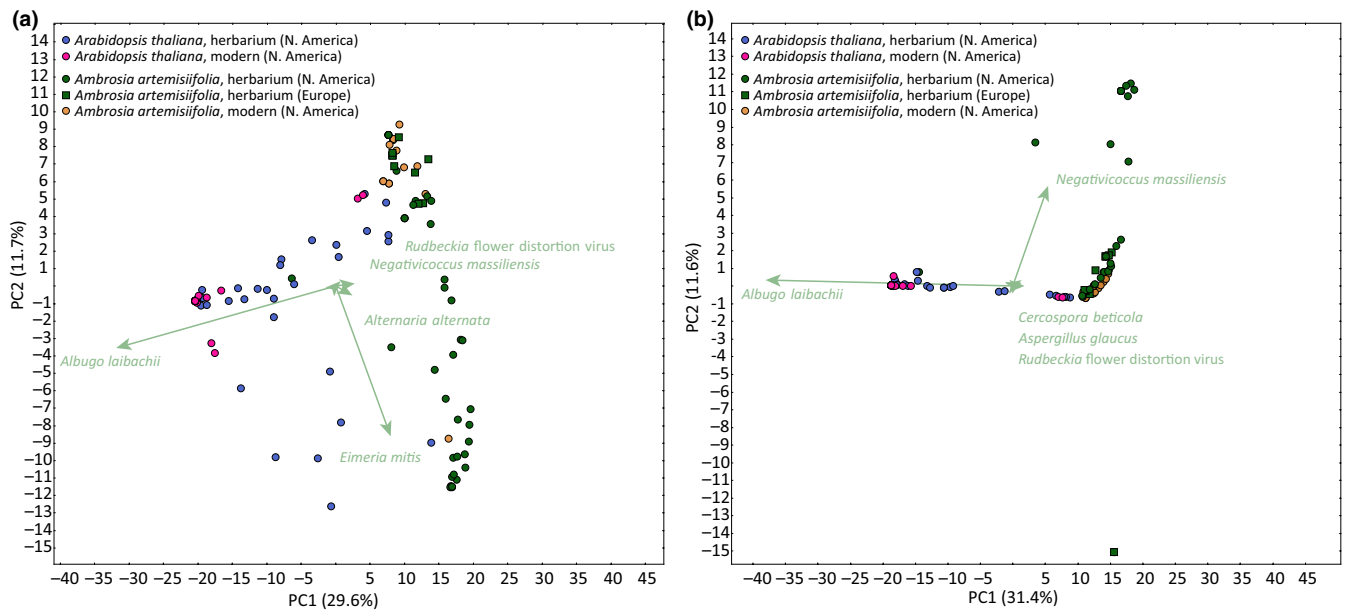 (a)
Arabidopsis thaliana, herbarium (N. America)
Arabidopsis thaliana, modern (N. America)
Ambrosia artemisiifolia, herbarium (N. America)
Ambrosia artemisiifolia, herbarium (Europe)
Ambrosia artemisiifolia, modern (N. America)
14
13
12
11
10
9
8
7
6
5
4
3
2
1
−1
−2
−3
−4
−5
−6
−7
−8
−9
−10
−11
−12
−13
−14
−15
PC2 (11.7%)
Rudbeckia flower distortion virus
Negativicoccus massiliensis
Alternaria alternata
Albugo laibachii
Eimeria mitis
−40 −35 −30 −25 −20 −15 −10 −5 5 10 15 20 25 30 35 40 45
PC1 (29.6%)
(b)
Arabidopsis thaliana, herbarium (N. America)
Arabidopsis thaliana, modern (N. America)
Ambrosia artemisiifolia, herbarium (N. America)
Ambrosia artemisiifolia, herbarium (Europe)
Ambrosia artemisiifolia, modern (N. America)
14
13
12
11
10
9
8
7
6
5
4
3
2
1
−1
−2
−3
−4
−5
−6
−7
−8
−9
−10
−11
−12
−13
−14
−15
PC2 (11.6%)
Negativicoccus massiliensis
Albugo laibachii
Cercospora beticola
Aspergillus glaucus
Rudbeckia flower distortion virus
−40 −35 −30 −25 −20 −15 −10 −5 5 10 15 20 25 30 35 40 45
PC1 (31.4%)